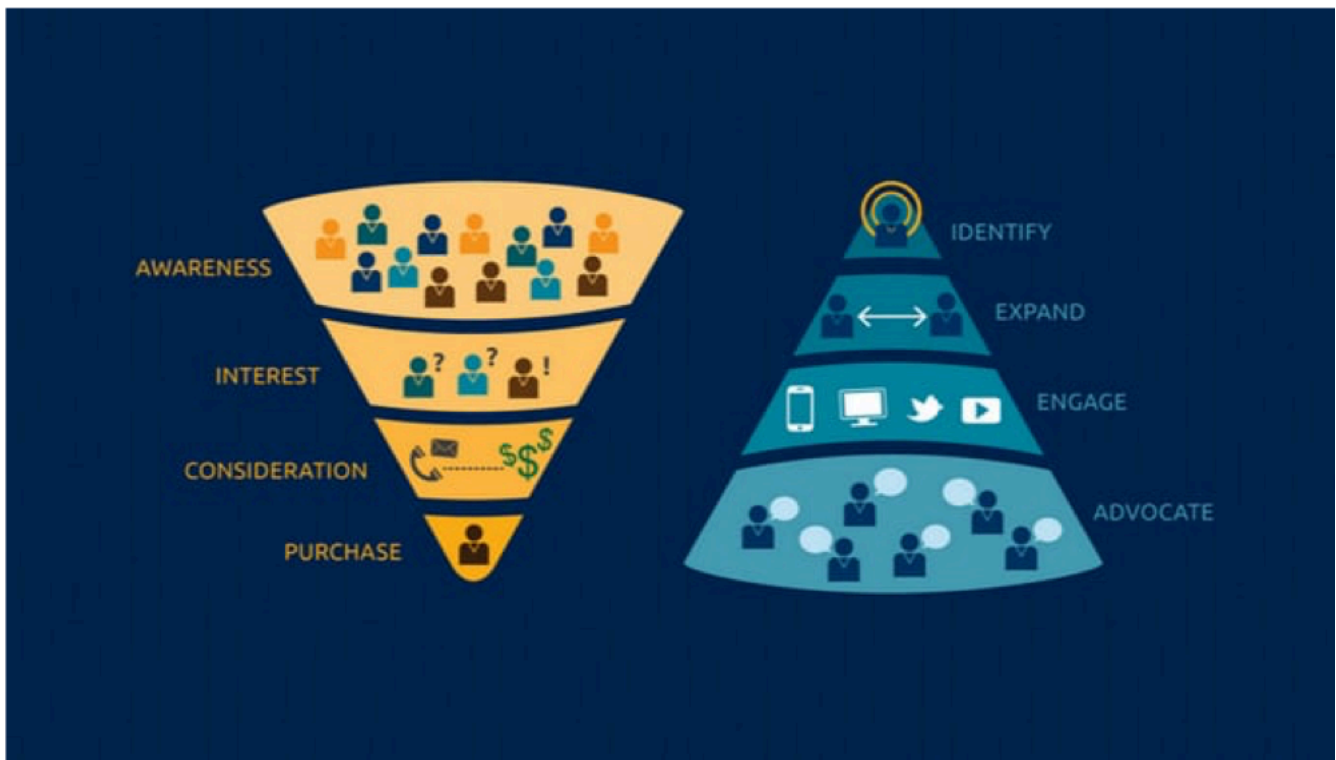 AWARENESS
INTEREST
? ? !
CONSIDERATION
$$$
PURCHASE
IDENTIFY
EXPAND
ENGAGE
ADVOCATE